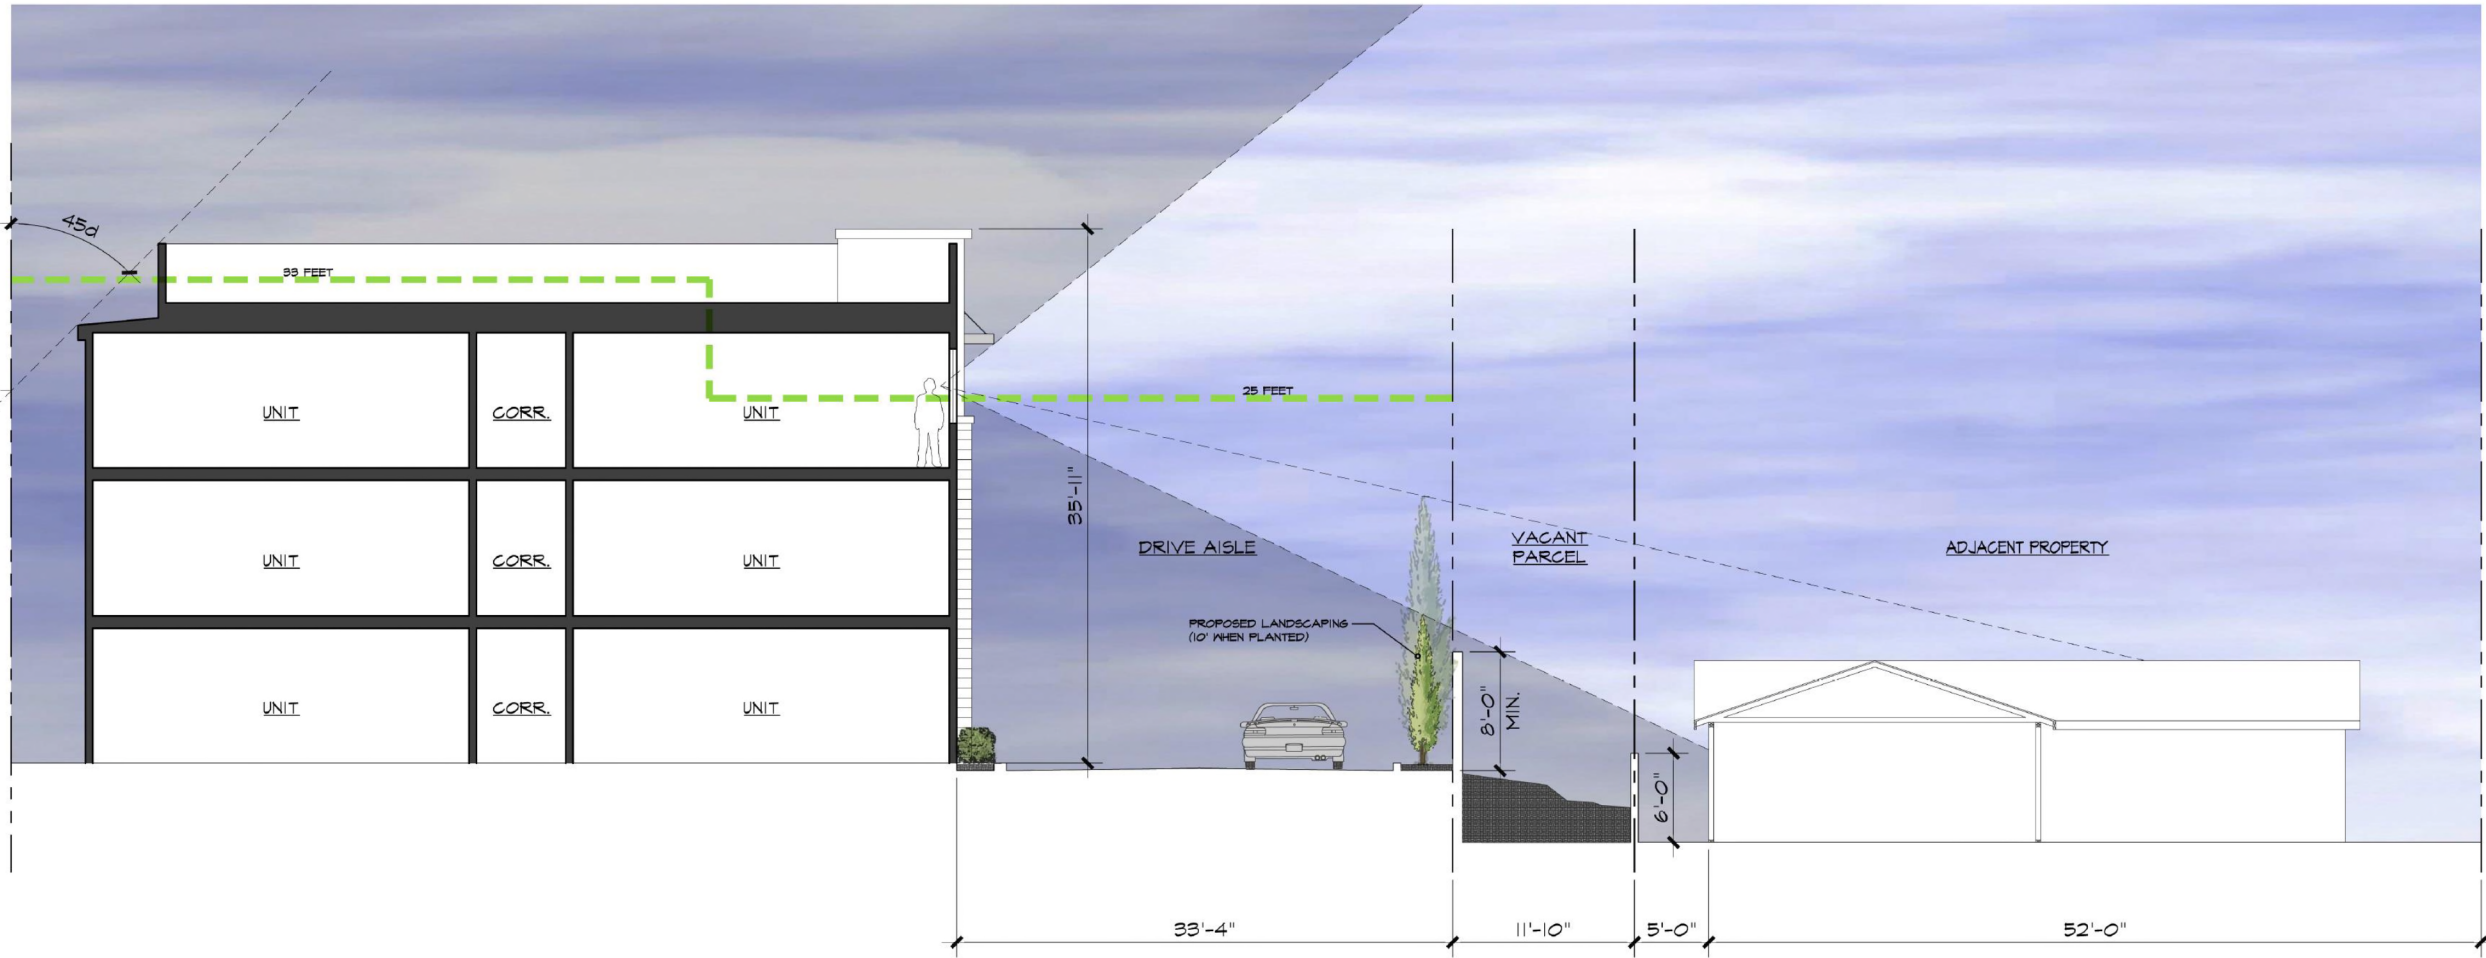 45d
33 FEET
25 FEET
UNIT
CORR.
UNIT
35'-11"
DRIVE AISLE
VACANT
PARCEL
ADJACENT PROPERTY
UNIT
CORR.
UNIT
PROPOSED LANDSCAPING
(10' WHEN PLANTED)
8'-0"
MIN.
UNIT
CORR.
UNIT
6'-0"
33'-4"
11'-10"
5'-0"
52'-0"